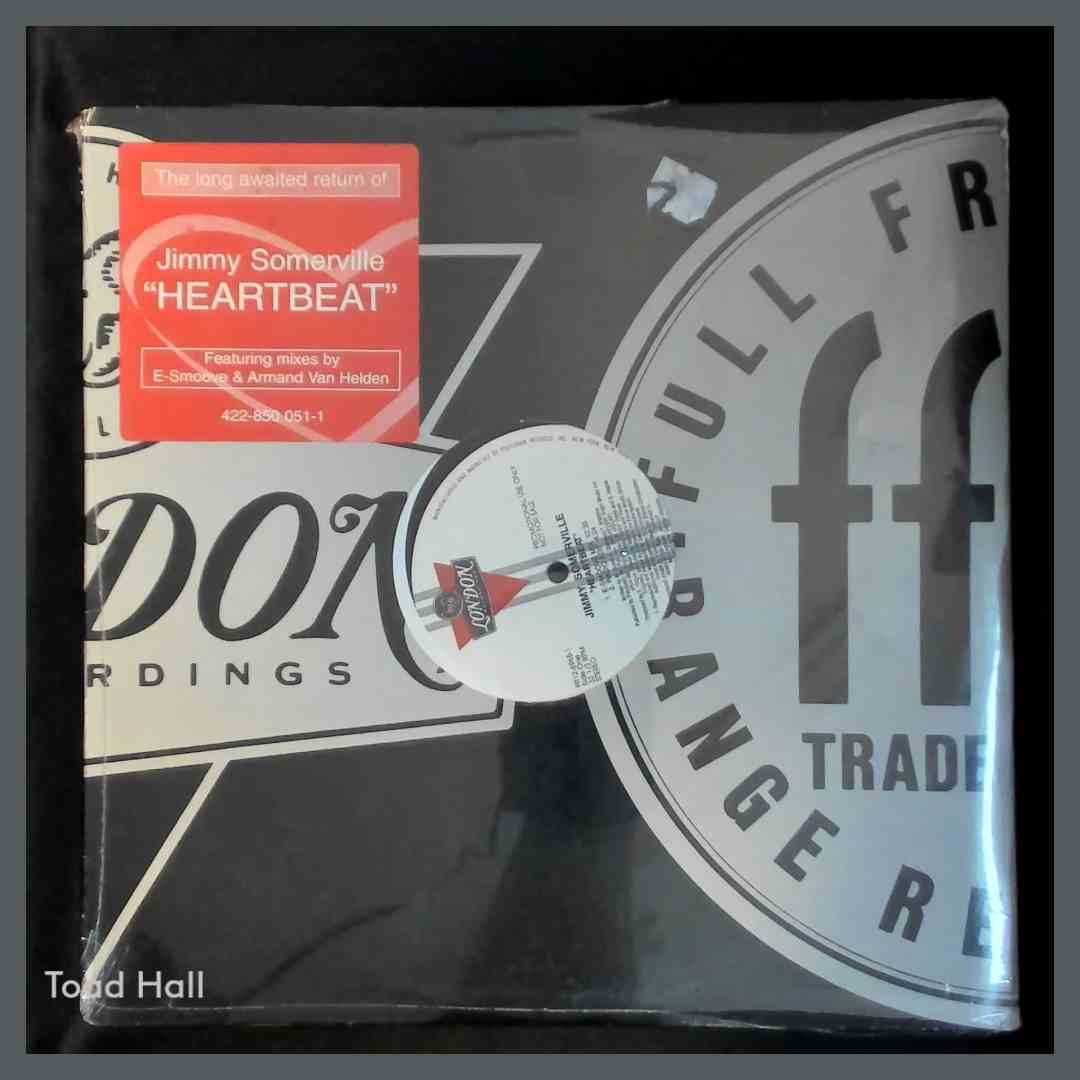 The long awaited return of
Jimmy Somerville
“HEARTBEAT”
Featuring mixes by
E-Smoove & Armand Van Helden
422-850 051-1
L
DON
RDINGS
FULL FR
RANGE RE
ff
TRADE
LONDON
JIMMY SOMERVILLE
"HEARTBEAT"
Toad Hall